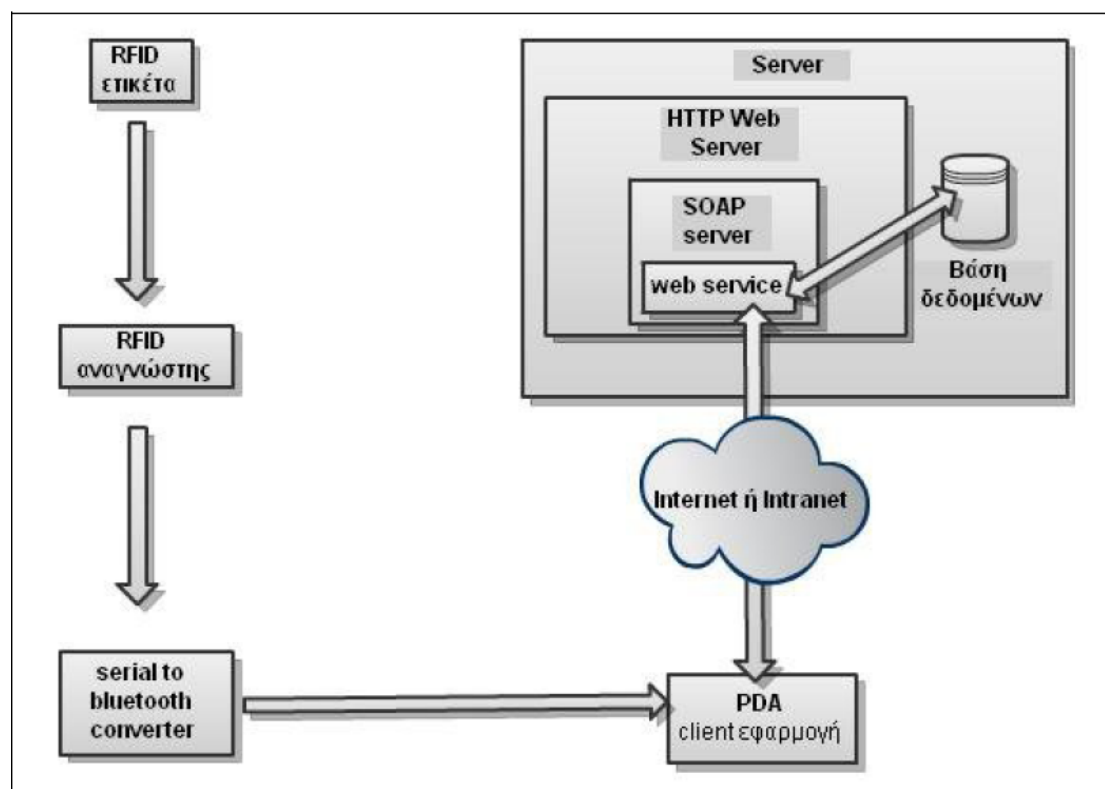 RFID
ετικέτα
RFID
αναγνώστης
serial to
bluetooth
converter
Server
HTTP Web
Server
SOAP
server
web service
Βάση
δεδομένων
Internet ή Intranet
PDA
client εφαρμογή